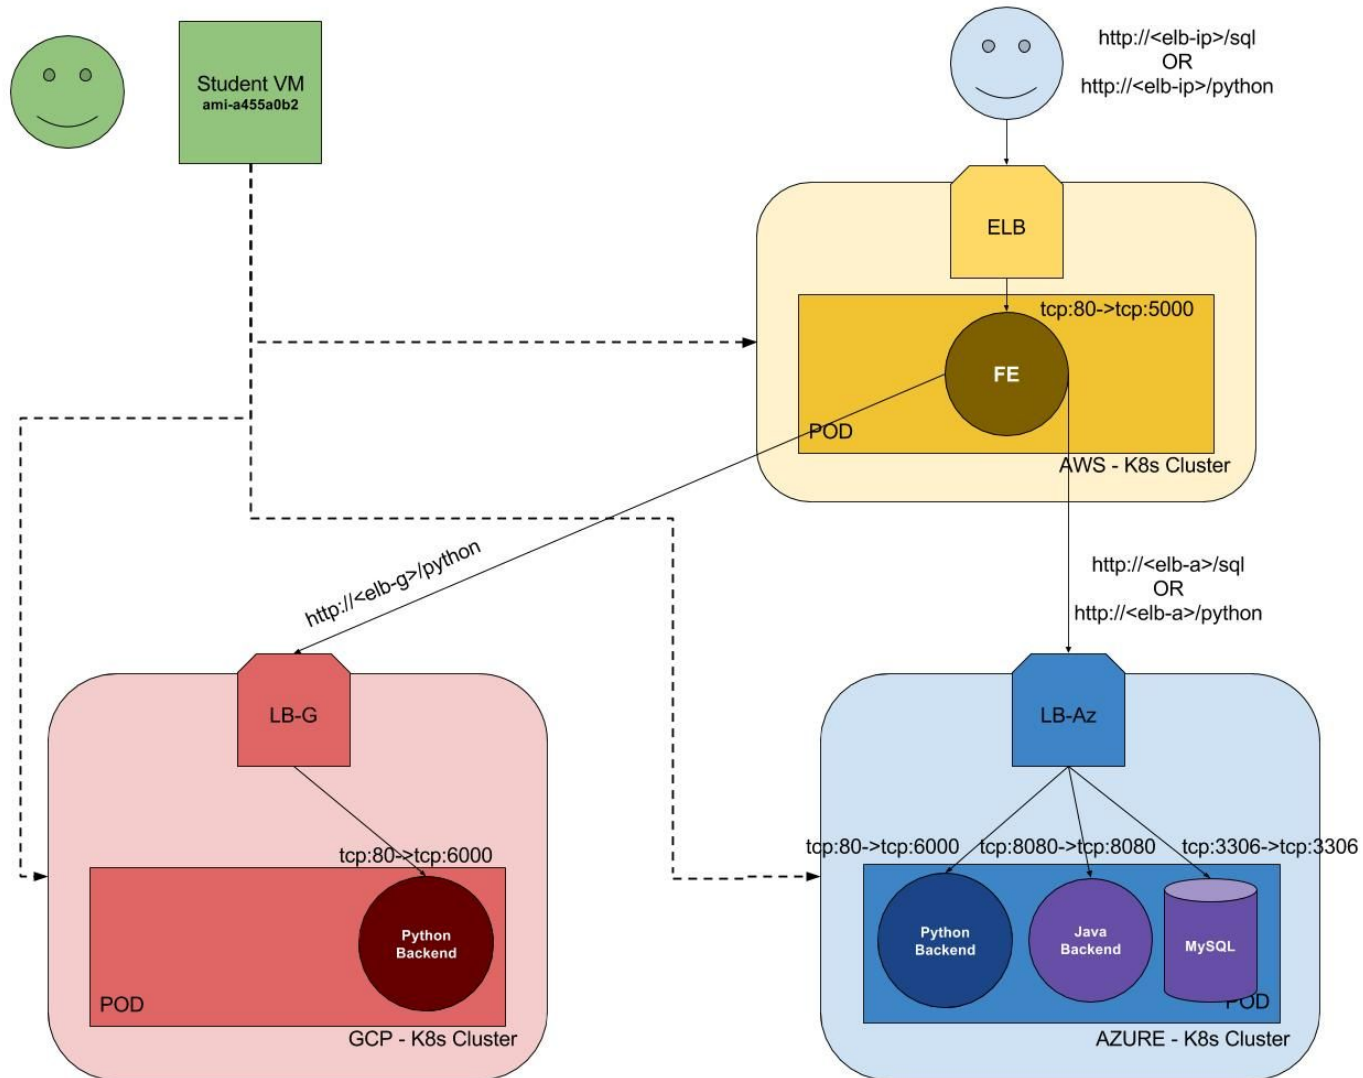 Student VM
ami-a455a0b2
http://<elb-ip>/sql
OR
http://<elb-ip>/python
ELB
tcp:80->tcp:5000
FE
POD
AWS - K8s Cluster
http://<elb-g>/python
http://<elb-a>/sql
OR
http://<elb-a>/python
LB-G
tcp:80->tcp:6000
Python
Backend
POD
GCP - K8s Cluster
LB-Az
tcp:80->tcp:6000
tcp:8080->tcp:8080
tcp:3306->tcp:3306
Python
Backend
Java
Backend
MySQL
POD
AZURE - K8s Cluster